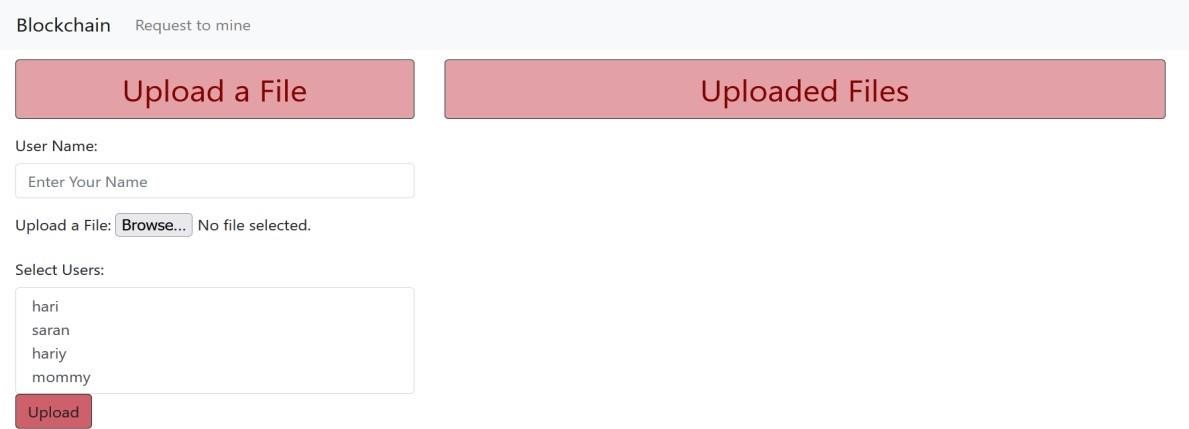 Blockchain Request to mine
Upload a File
Uploaded Files
User Name:
Enter Your Name
Upload a File: Browse... No file selected.
Select Users:
hari
saran
hariy
mommy
Upload